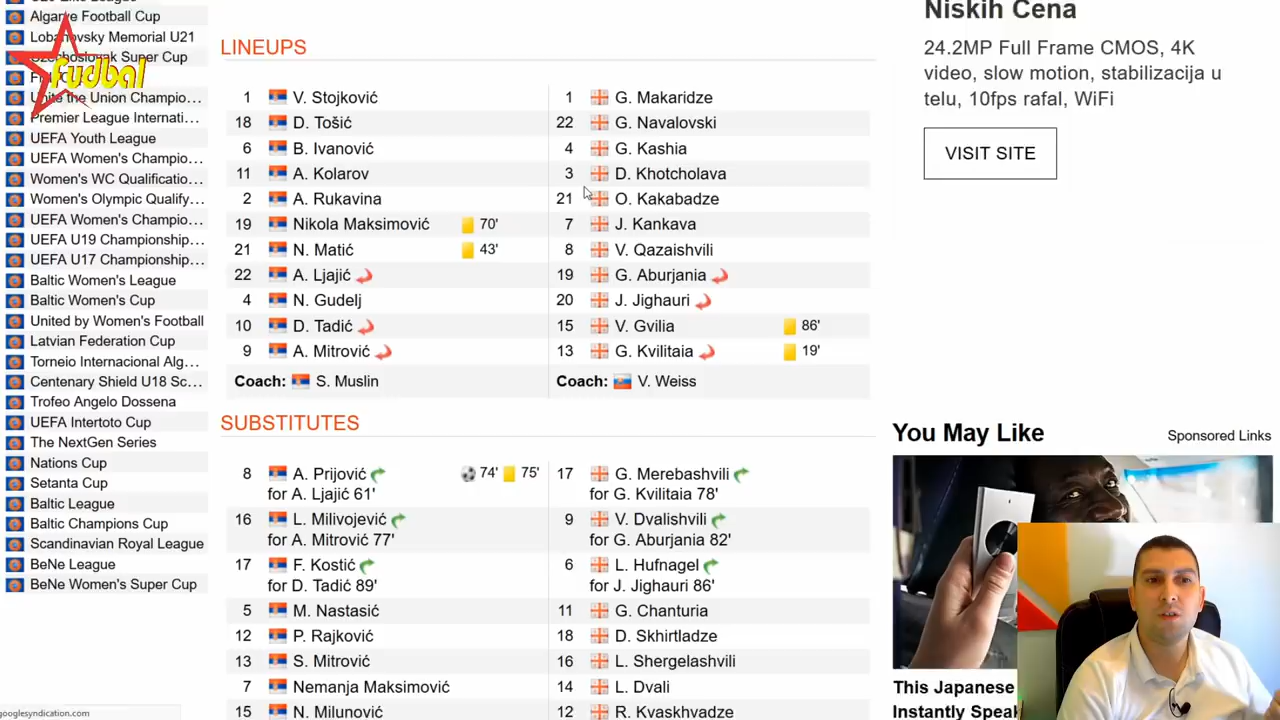 Algarve Football Cup
Lobanovsky Memorial U21
Czechoslovak Super Cup
Fudbal
Unite the Union Champio...
Premier League Internati...
UEFA Youth League
UEFA Women's Champio...
Women's WC Qualificatio...
Women's Olympic Qualify...
UEFA Women's Champio...
UEFA U19 Championship...
UEFA U17 Championship...
Baltic Women's League
Baltic Women's Cup
United by Women's Football
Latvian Federation Cup
Torneio Internacional Alg...
Centenary Shield U18 Sc...
Trofeo Angelo Dossena
UEFA Intertoto Cup
The NextGen Series
Nations Cup
Setanta Cup
Baltic League
Baltic Champions Cup
Scandinavian Royal League
BeNe League
BeNe Women's Super Cup
googlesyndication.com
LINEUPS
1 V. Stojković 1 G. Makaridze
18 D. Tošić 22 G. Navalovski
6 B. Ivanović 4 G. Kashia
11 A. Kolarov 3 D. Khotcholava
2 A. Rukavina 21 O. Kakabadze
19 Nikola Maksimović 70' 7 J. Kankava
21 N. Matić 43' 8 V. Qazaishvili
22 A. Ljajić 19 G. Aburjania
4 N. Gudelj 20 J. Jighauri
10 D. Tadić 15 V. Gvilia 86'
9 A. Mitrović 13 G. Kvilitaia 19'
Coach: S. Muslin Coach: V. Weiss
SUBSTITUTES
8 A. Prijović 74' 75' 17 G. Merebashvili
for A. Ljajić 61' for G. Kvilitaia 78'
16 L. Milivojević 9 V. Dvalishvili
for A. Mitrović 77' for G. Aburjania 82'
17 F. Kostić 6 L. Hufnagel
for D. Tadić 89' for J. Jighauri 86'
5 M. Nastasić 11 G. Chanturia
12 P. Rajković 18 D. Skhirtladze
13 S. Mitrović 16 L. Shergelashvili
7 Nemanja Maksimović 14 L. Dvali
15 N. Milunović 12 R. Kvaskhvadze
Niskih Cena
24.2MP Full Frame CMOS, 4K
video, slow motion, stabilizacija u
telu, 10fps rafal, WiFi
VISIT SITE
You May Like
Sponsored Links
This Japanese
Instantly Speak